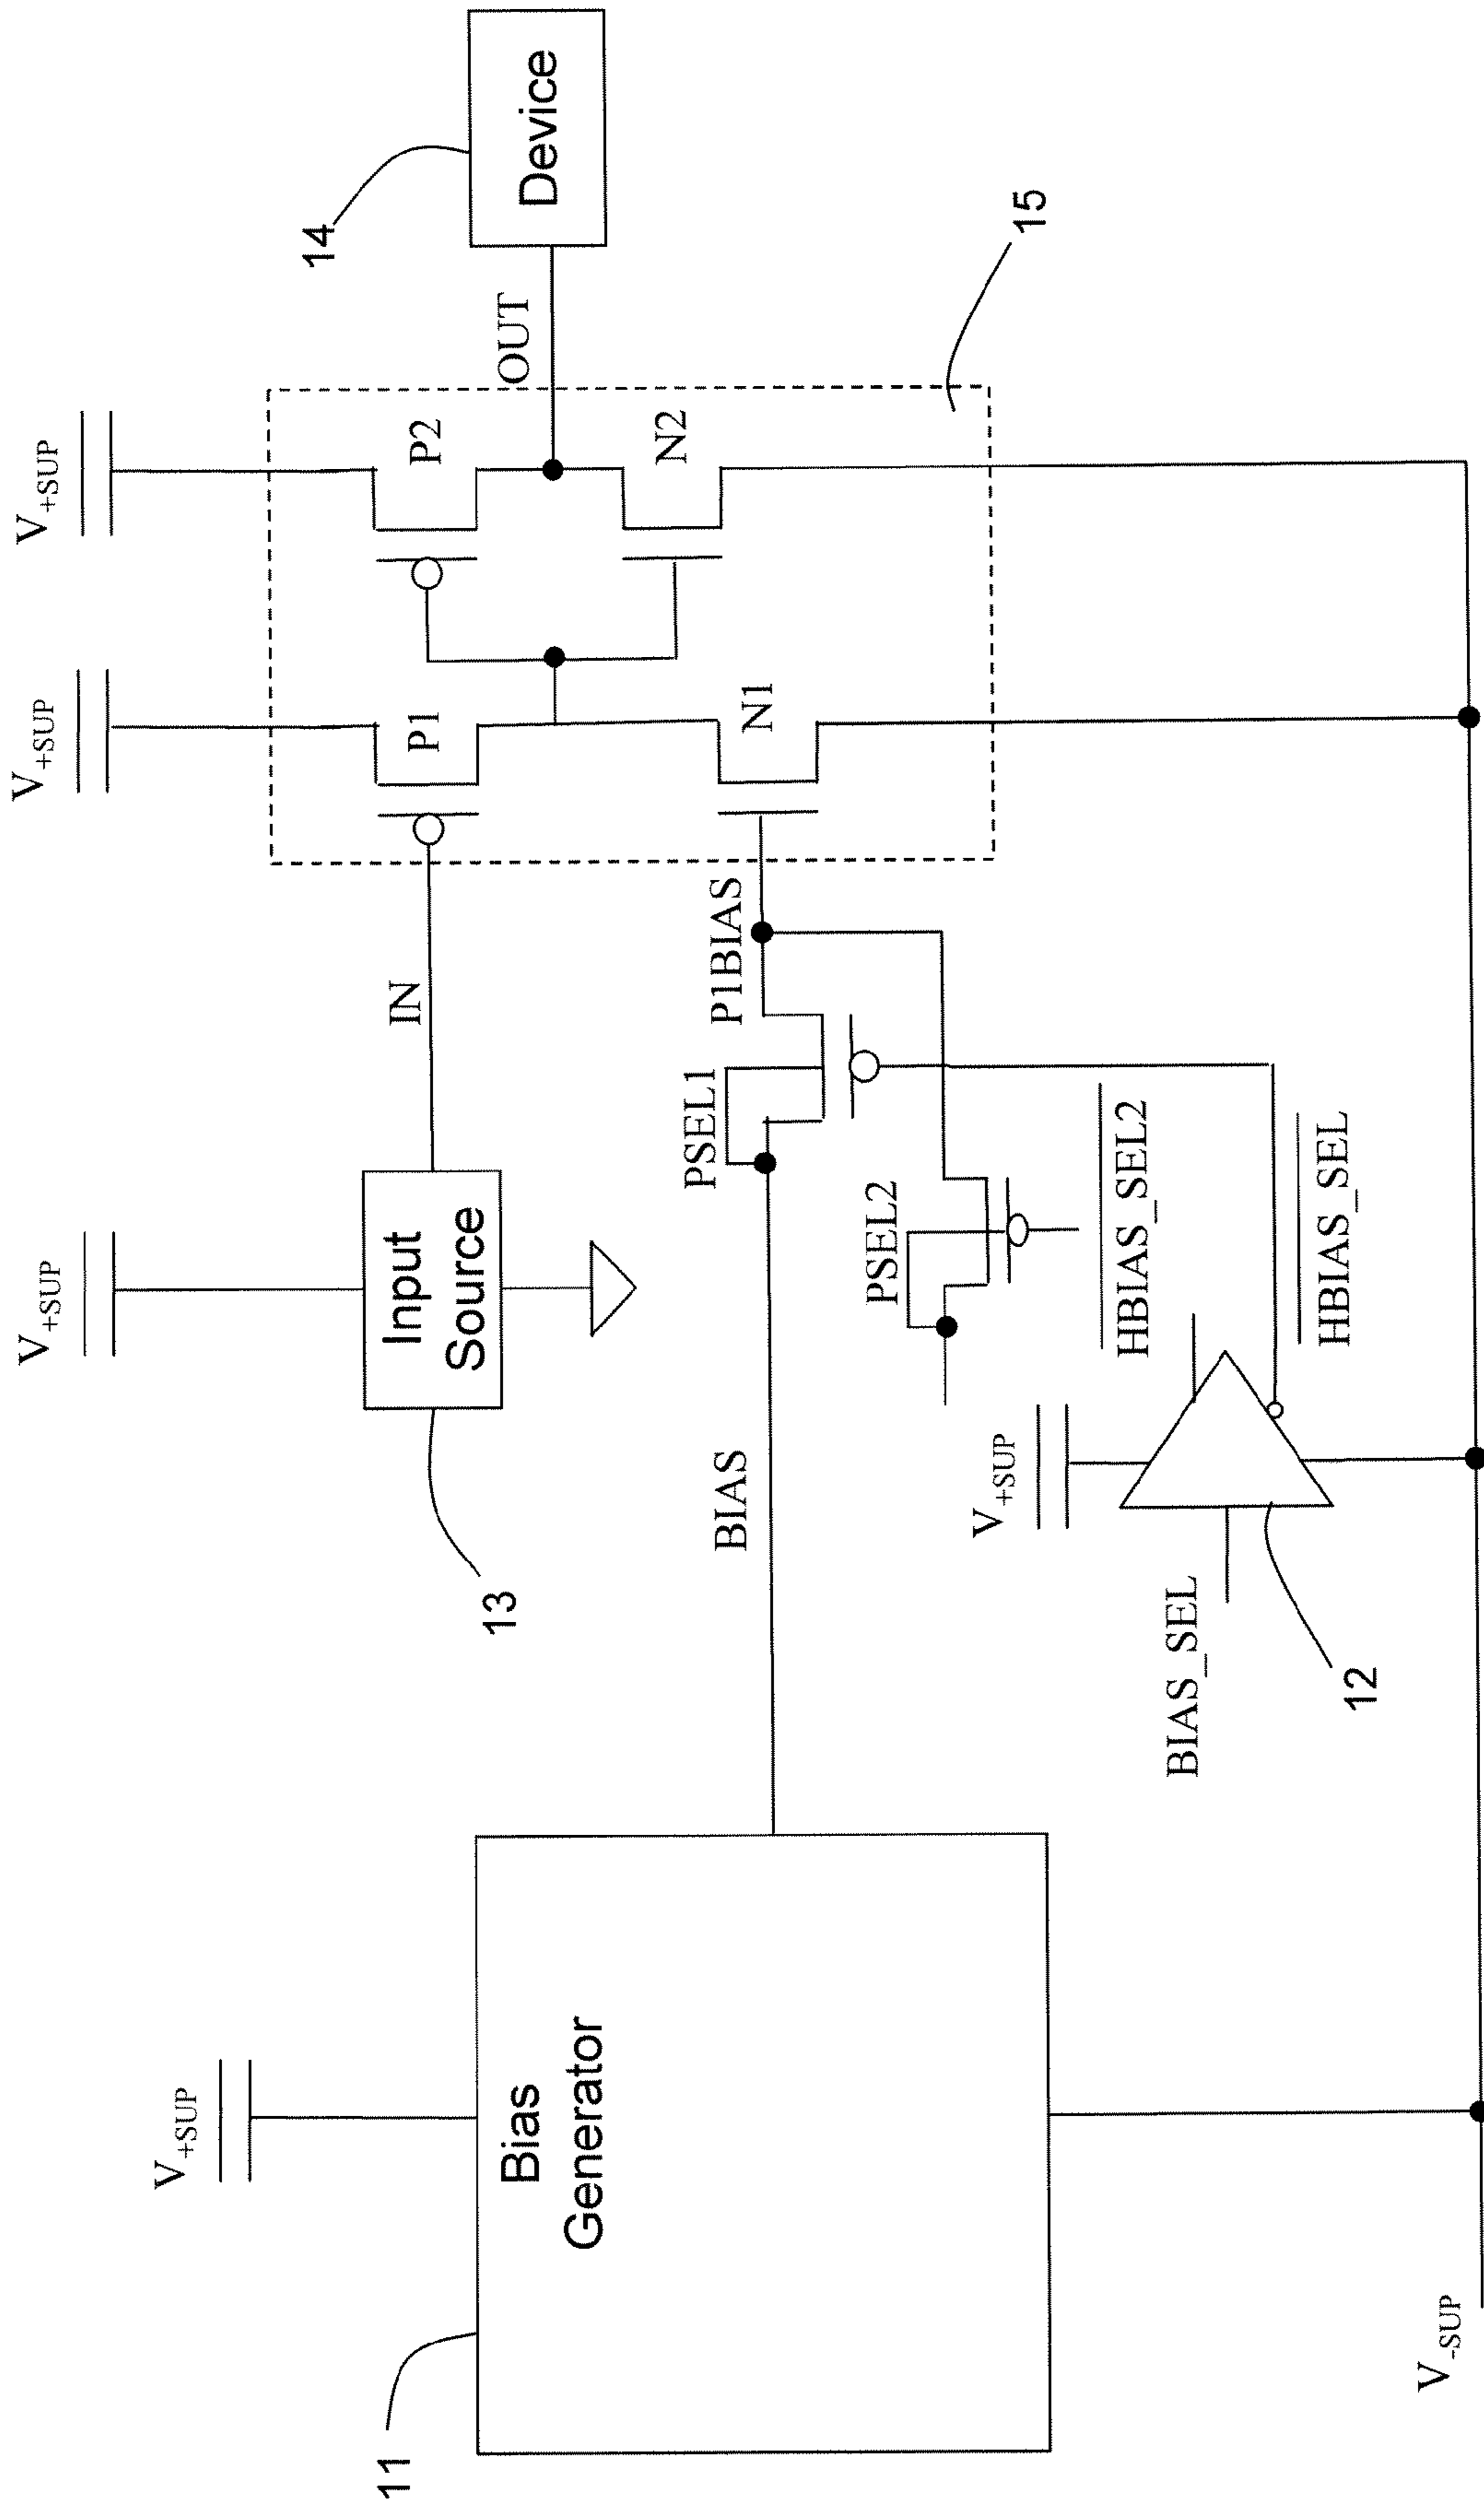 V+SUP
V+SUP
V+SUP
V+SUP
14
Device
P1
P2
OUT
IN
Input
Source
13
N1
N2
15
Bias
Generator
11
BIAS
PSEL1
P1BIAS
PSEL2
V+SUP
HBIAS_SEL2
BIAS_SEL
HBIAS_SEL
12
V-SUP